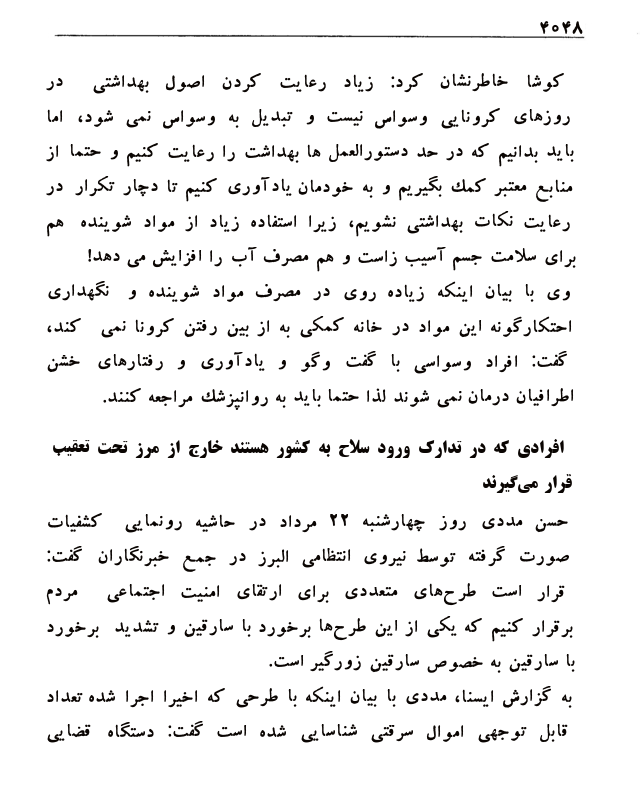 ۴۰۴۸
کوشا خاطرنشان کرد: زیاد رعایت کردن اصول بهداشتی در
روزهای کرونایی وسواس نیست و تبدیل به وسواس نمی شود، اما
باید بدانیم که در حد دستورالعمل ها بهداشت را رعایت کنیم و حتما از
منابع معتبر کمك بگیریم و به خودمان یادآوری کنیم تا دچار تکرار در
رعایت نکات بهداشتی نشویم، زیرا استفاده زیاد از مواد شوینده هم
برای سلامت جسم آسیب زاست و هم مصرف آب را افزایش می دهد!
وی با بیان اینکه زیاده روی در مصرف مواد شوینده و نگهداری
احتکارگونه این مواد در خانه کمکی به از بین رفتن کرونا نمی کند،
گفت: افراد وسواسی با گفت وگو و یادآوری و رفتارهای خشن
اطرافیان درمان نمی شوند لذا حتما باید به روانپزشك مراجعه کنند.
افرادی که در تدارک ورود سلاح به کشور هستند خارج از مرز تحت تعقیب
قرار می‌گیرند
حسن مددی روز چهارشنبه ۲۲ مرداد در حاشیه رونمایی کشفیات
صورت گرفته توسط نیروی انتظامی البرز در جمع خبرنگاران گفت:
قرار است طرح‌های متعددی برای ارتقای امنیت اجتماعی مردم
برقرار کنیم که یکی از این طرح‌ها برخورد با سارقین و تشدید برخورد
با سارقین به خصوص سارقین زورگیر است.
به گزارش ایسنا، مددی با بیان اینکه با طرحی که اخیرا اجرا شده تعداد
قابل توجهی اموال سرقتی شناسایی شده است گفت: دستگاه قضایی